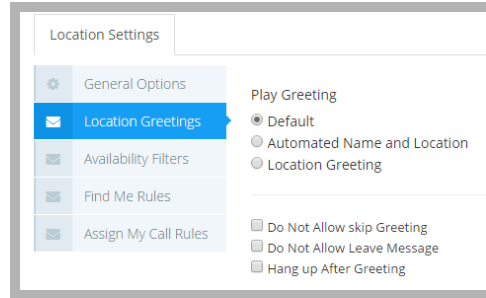 Location Settings
General Options
Location Greetings
Availability Filters
Find Me Rules
Assign My Call Rules
Play Greeting
Default
Automated Name and Location
Location Greeting
Do Not Allow skip Greeting
Do Not Allow Leave Message
Hang up After Greeting